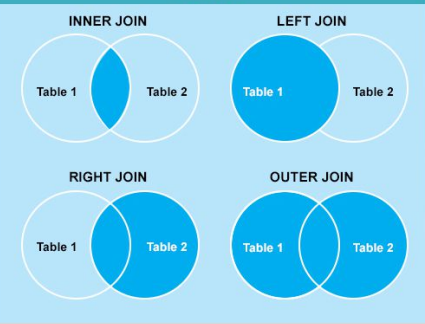 INNER JOIN
LEFT JOIN
Table 1
Table 2
Table 1
Table 2
RIGHT JOIN
OUTER JOIN
Table 1
Table 2
Table 1
Table 2